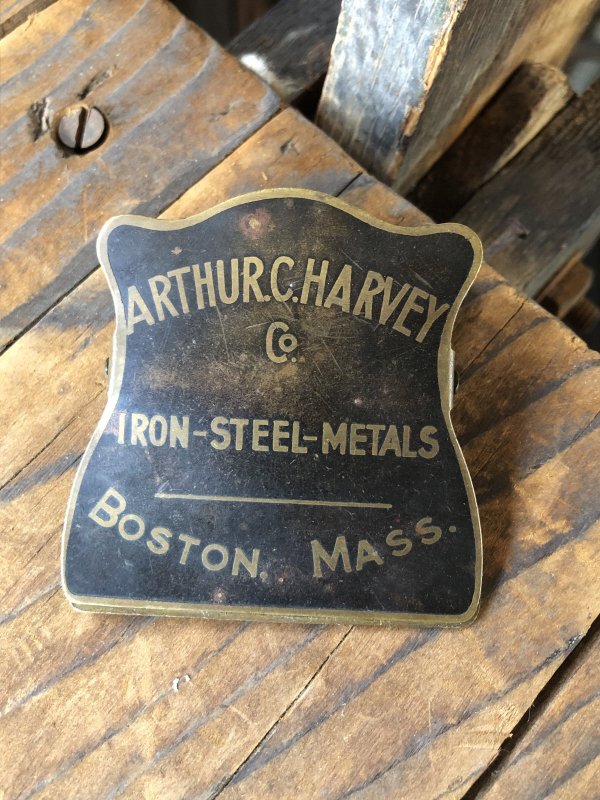 ARTHUR.C.HARVEY
Co.
IRON-STEEL-METALS
BOSTON, MASS.